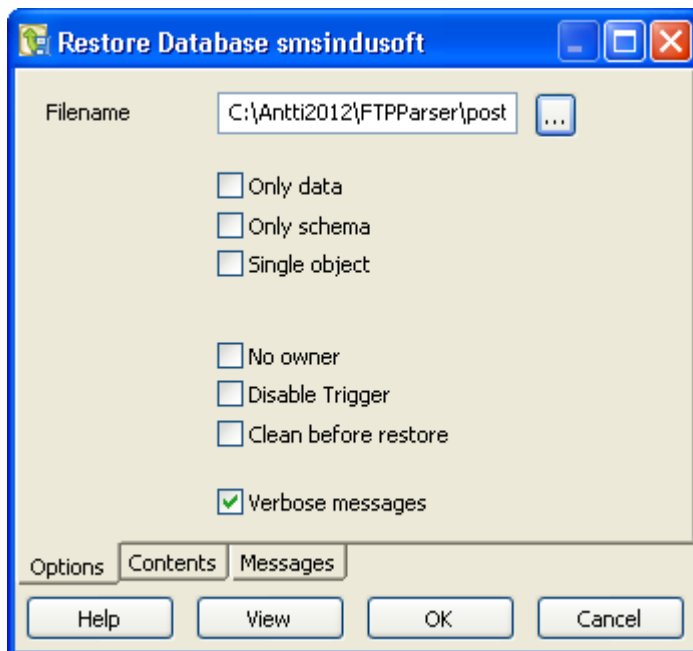 Restore Database smsindusoft
Filename C:\Antti2012\FTPParser\post ...
Only data
Only schema
Single object
No owner
Disable Trigger
Clean before restore
Verbose messages
Options Contents Messages
Help View OK Cancel